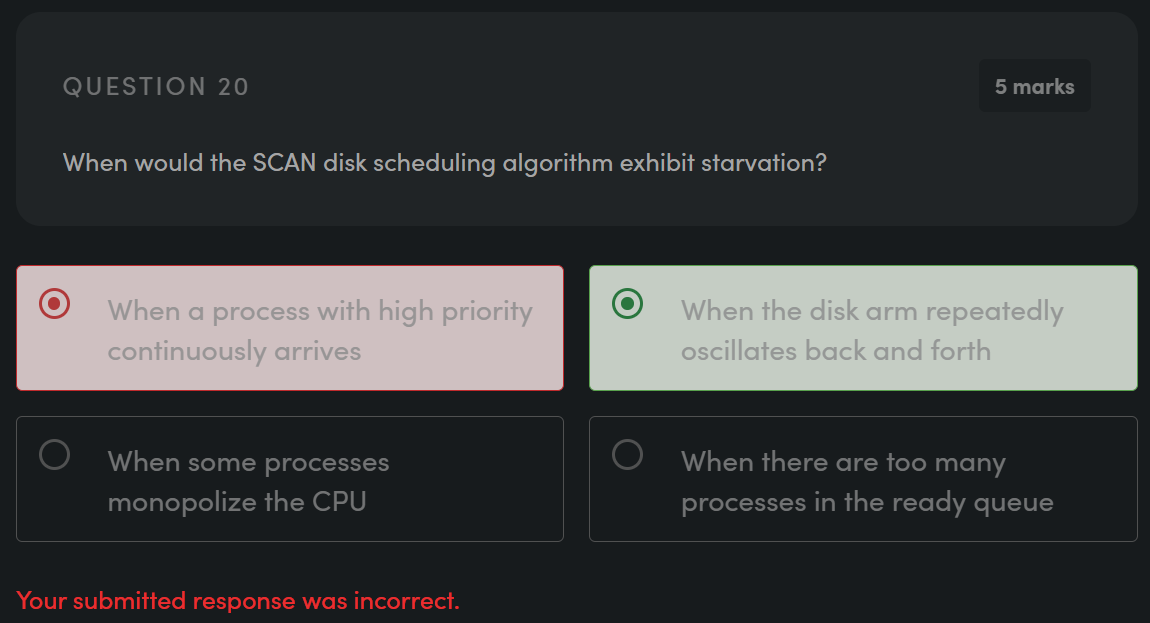 QUESTION 20
5 marks
When would the SCAN disk scheduling algorithm exhibit starvation?
When a process with high priority
continuously arrives
When the disk arm repeatedly
oscillates back and forth
When some processes
monopolize the CPU
When there are too many
processes in the ready queue
Your submitted response was incorrect.